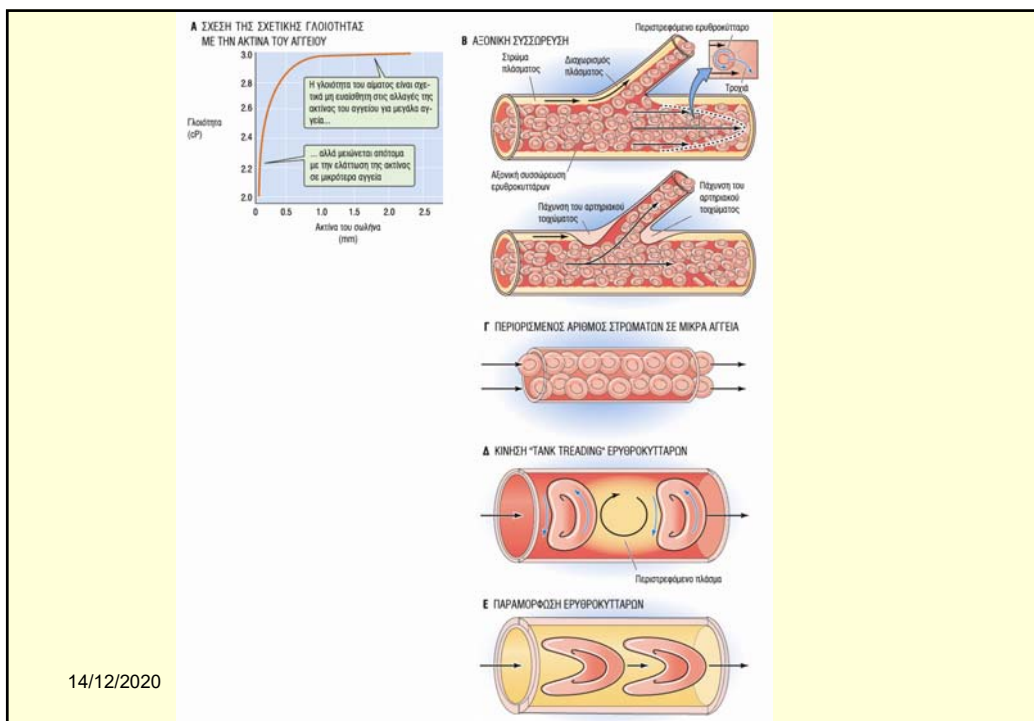 Α ΣΧΕΣΗ ΤΗΣ ΣΧΕΤΙΚΗΣ ΓΛΟΙΟΤΗΤΑΣ
ΜΕ ΤΗΝ ΑΚΤΙΝΑ ΤΟΥ ΑΓΓΕΙΟΥ
3.0
2.8
2.6
2.4
2.2
2.0
Γλοιότητα
(cP)
Η γλοιότητα του αίματος είναι σχε-
τικά μη ευαίσθητη στις αλλαγές της
ακτίνας του αγγείου για μεγάλα αγ-
γεία...
... αλλά μειώνεται απότομα
με την ελάττωση της ακτίνας
σε μικρότερα αγγεία
0 0.5 1.0 1.5 2.0 2.5
Ακτίνα του σωλήνα
(mm)
Β ΑΞΟΝΙΚΗ ΣΥΣΣΩΡΕΥΣΗ
Περιστρεφόμενο ερυθροκύτταρο
Στρώμα
πλάσματος
Διαχωρισμός
πλάσματος
Τροχιά
Αξονική συσσώρευση
ερυθροκυττάρων
Πάχυνση του αρτηριακού
τοιχώματος
Πάχυνση του
αρτηριακού
τοιχώματος
Γ ΠΕΡΙΟΡΙΣΜΕΝΟΣ ΑΡΙΘΜΟΣ ΣΤΡΩΜΑΤΩΝ ΣΕ ΜΙΚΡΑ ΑΓΓΕΙΑ
Δ ΚΙΝΗΣΗ "TANK TREADING" ΕΡΥΘΡΟΚΥΤΤΑΡΩΝ
Περιστρεφόμενο πλάσμα
Ε ΠΑΡΑΜΟΡΦΩΣΗ ΕΡΥΘΡΟΚΥΤΤΑΡΩΝ
14/12/2020